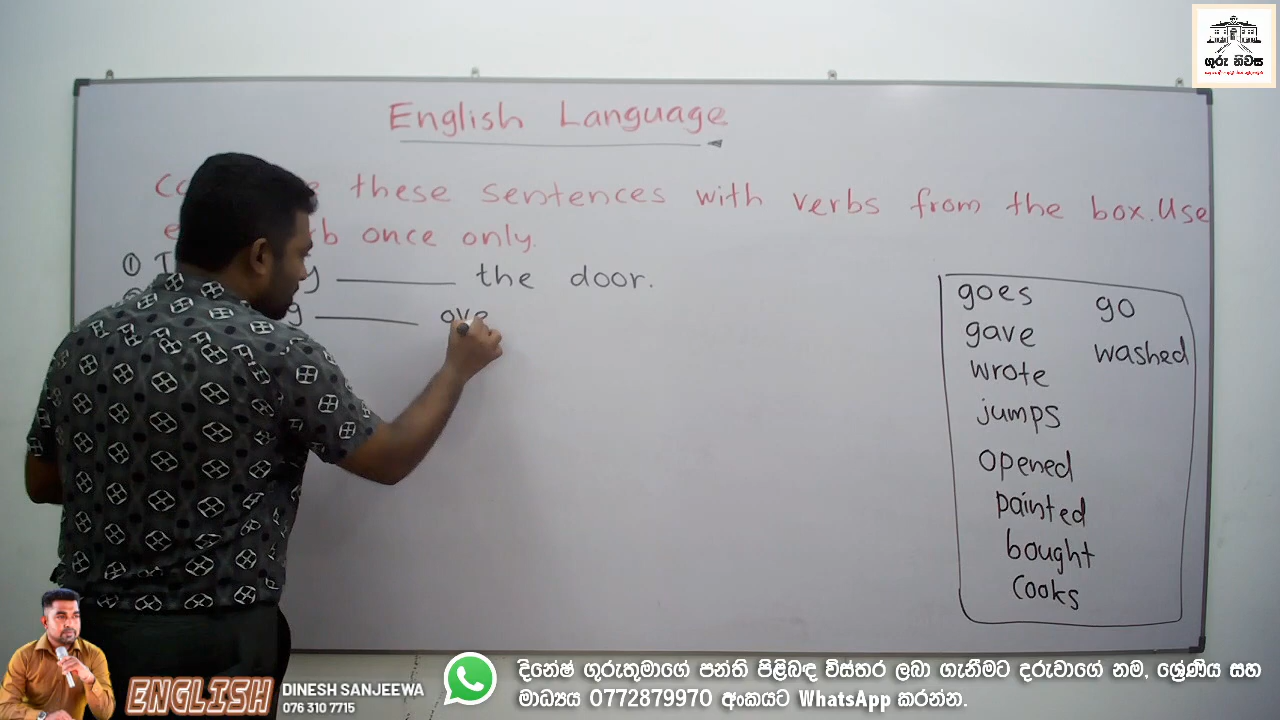 ගුරු නිවස
English Language
these sentences with verbs from the box. Use
once only.
① the door.
ove
goes go
gave washed
wrote
jumps
opened
painted
bought
cooks
ENGLISH
DINESH SANJEEWA
076 310 7715
දිනේෂ් ගුරුතුමාගේ පන්ති පිළිබඳ විස්තර ලබා ගැනීමට දරුවාගේ නම, ශ්‍රේණිය සහ
මාධ්‍යය 0772879970 අංකයට WhatsApp කරන්න.